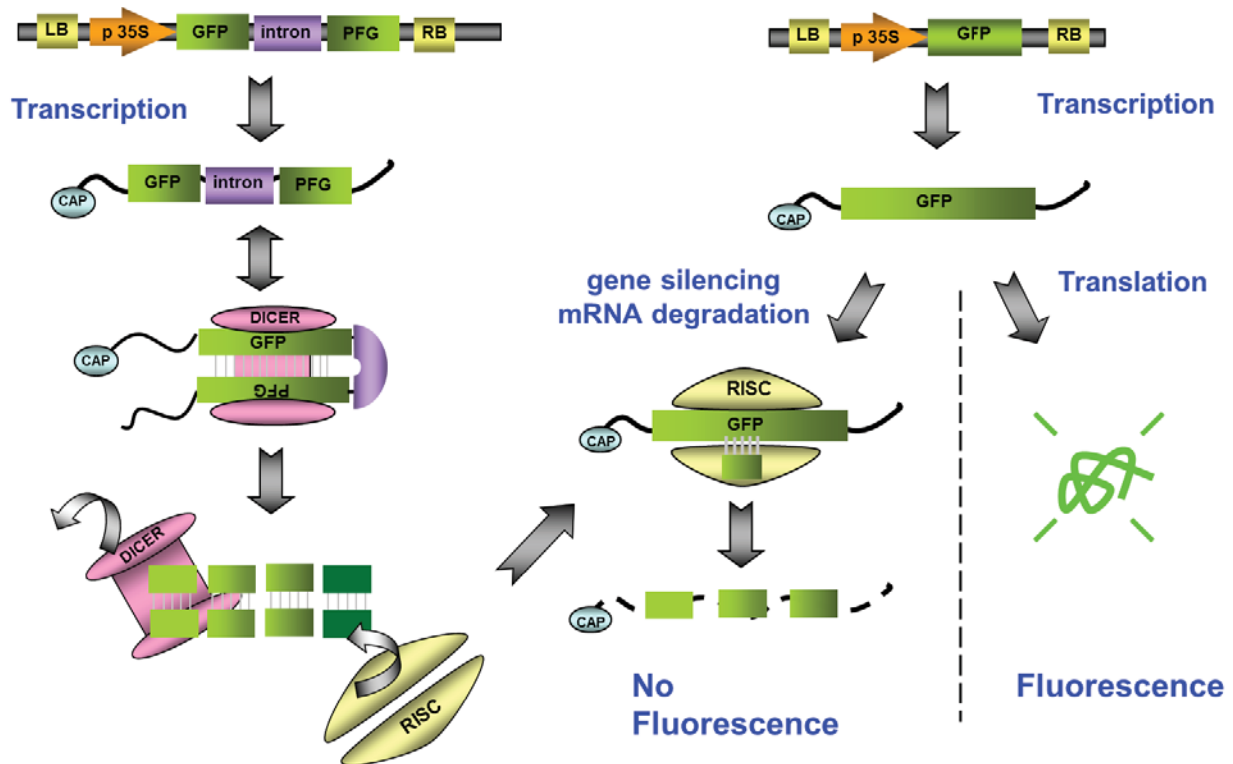 LB p 35S GFP intron PFG RB
Transcription
CAP GFP intron PFG
DICER
GFP
CAP
PFG
DICER
RISC
LB p 35S GFP RB
Transcription
GFP
CAP
gene silencing
mRNA degradation
Translation
RISC
GFP
CAP
CAP
No
Fluorescence
Fluorescence